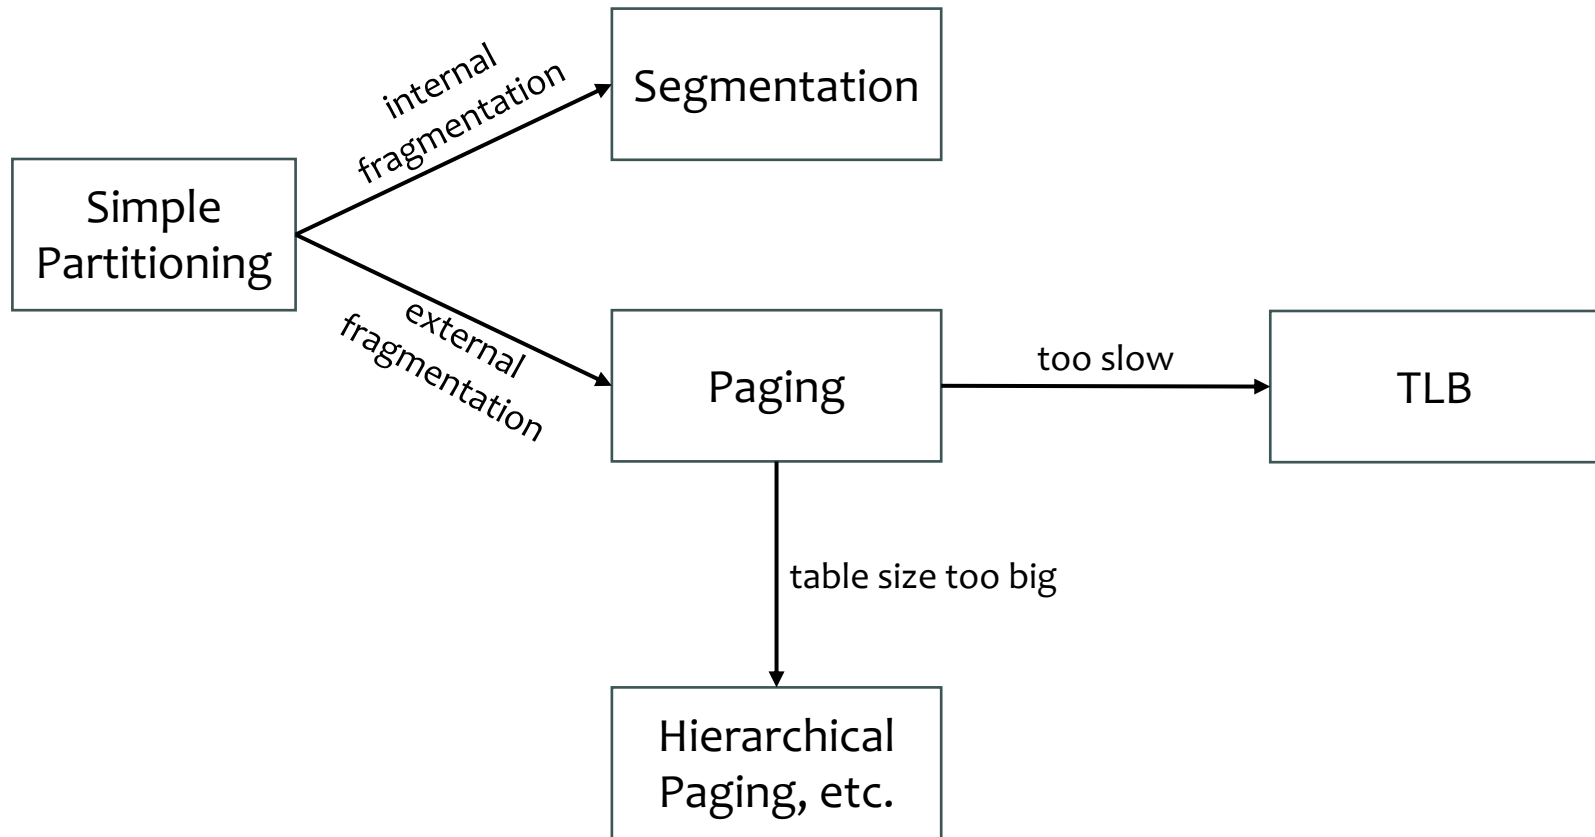 internal
fragmentation
Segmentation
Simple
Partitioning
external
fragmentation
Paging
too slow
TLB
table size too big
Hierarchical
Paging, etc.